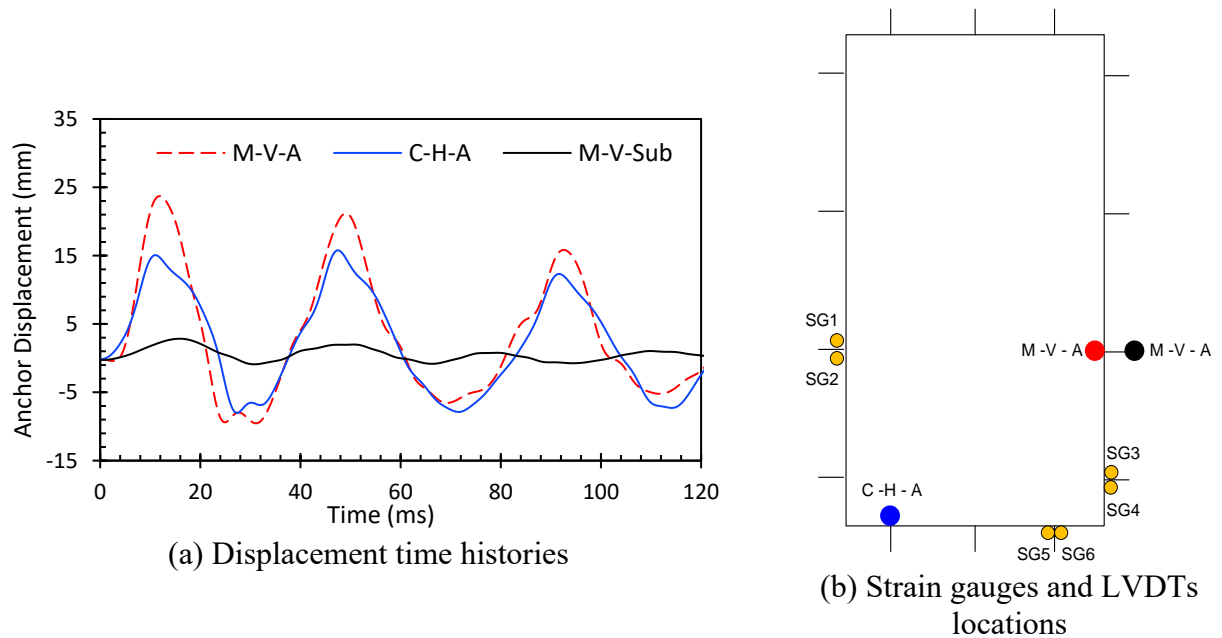 35
25
15
5
-5
-15
Anchor Displacement (mm)
M-V-A
C-H-A
M-V-Sub
0
20
40
60
80
100
120
Time (ms)
(a) Displacement time histories
SG1
SG2
M -V - A
M - V - A
SG3
SG4
C -H - A
SG5 SG6
(b) Strain gauges and LVDTs
locations